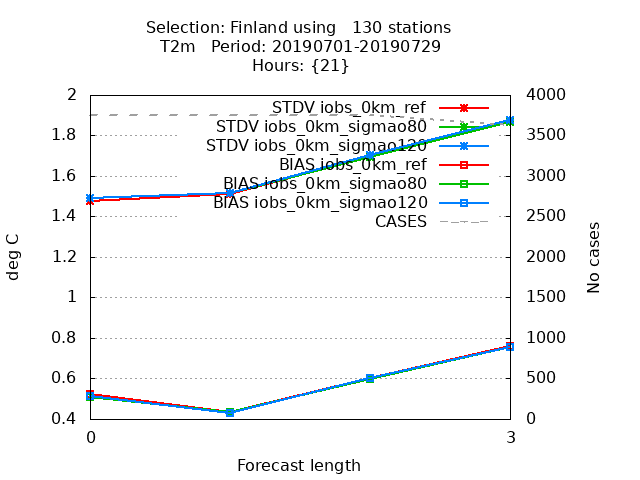 Selection: Finland using 130 stations
T2m Period: 20190701-20190729
Hours: {21}
2
1.8
1.6
1.4
1.2
1
0.8
0.6
0.4
4000
3500
3000
2500
2000
1500
1000
500
0
STDV iobs_0km_ref
STDV iobs_0km_sigmao80
STDV iobs_0km_sigmao120
BIAS iobs_0km_ref
BIAS iobs_0km_sigmao80
BIAS iobs_0km_sigmao120
CASES
deg C
No cases
0
3
Forecast length